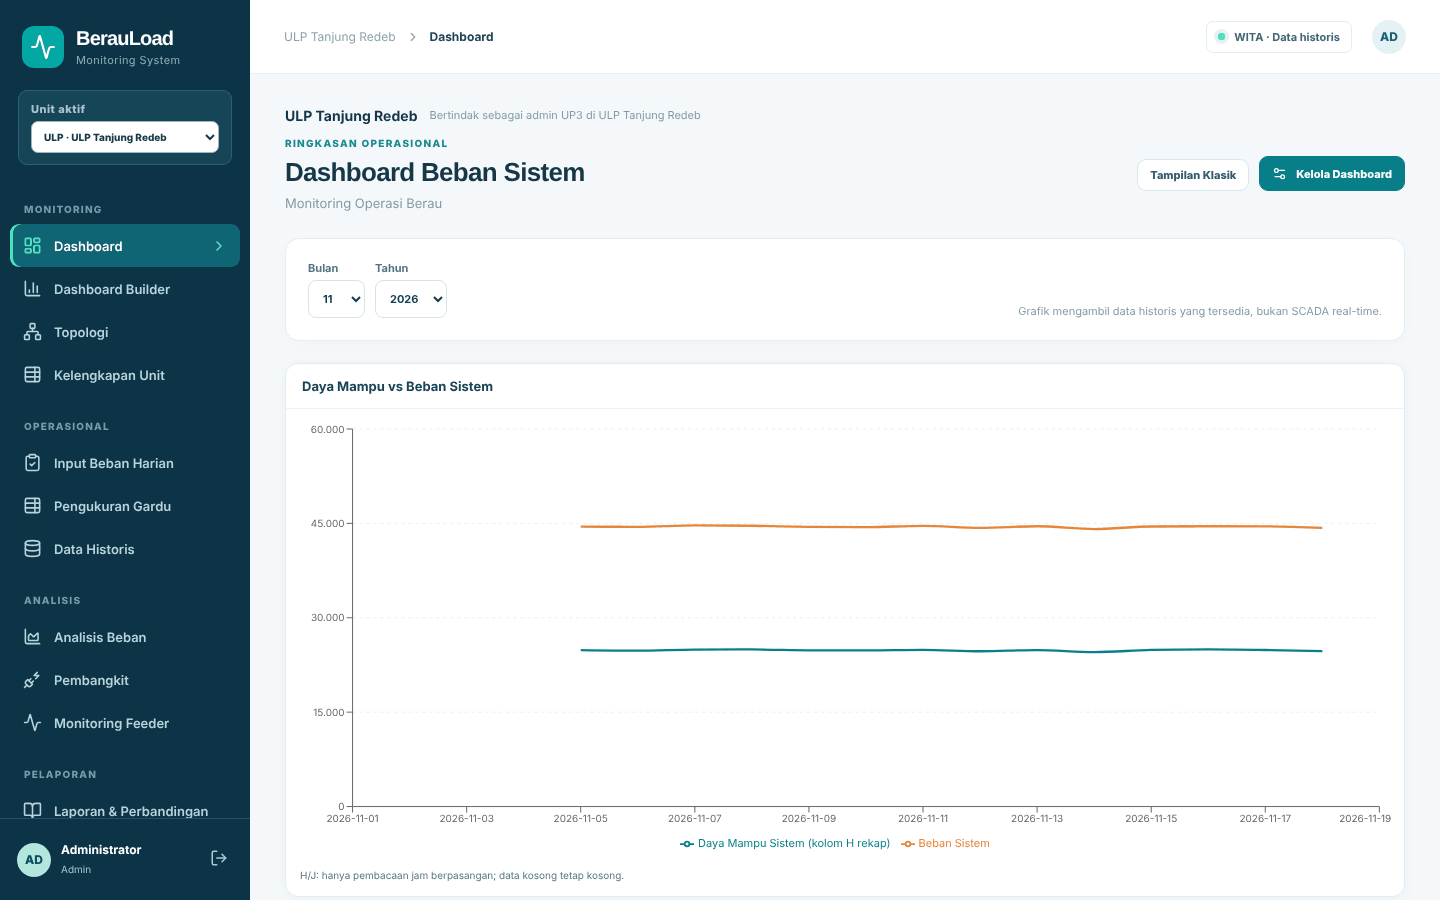 BerauLoad
Monitoring System
Unit aktif
ULP · ULP Tanjung Redeb
MONITORING
Dashboard
Dashboard Builder
Topologi
Kelengkapan Unit
OPERASIONAL
Input Beban Harian
Pengukuran Gardu
Data Historis
ANALISIS
Analisis Beban
Pembangkit
Monitoring Feeder
PELAPORAN
Laporan & Perbandingan
AD
Administrator
Admin
ULP Tanjung Redeb
Dashboard
WITA · Data historis
AD
ULP Tanjung Redeb Bertindak sebagai admin UP3 di ULP Tanjung Redeb
RINGKASAN OPERASIONAL
Dashboard Beban Sistem
Monitoring Operasi Berau
Tampilan Klasik
Kelola Dashboard
Bulan Tahun
11 2026
Grafik mengambil data historis yang tersedia, bukan SCADA real-time.
Daya Mampu vs Beban Sistem
60.000
45.000
30.000
15.000
0
2026-11-01 2026-11-03 2026-11-05 2026-11-07 2026-11-09 2026-11-11 2026-11-13 2026-11-15 2026-11-17 2026-11-19
Daya Mampu Sistem (kolom H rekap) Beban Sistem
H/J: hanya pembacaan jam berpasangan; data kosong tetap kosong.